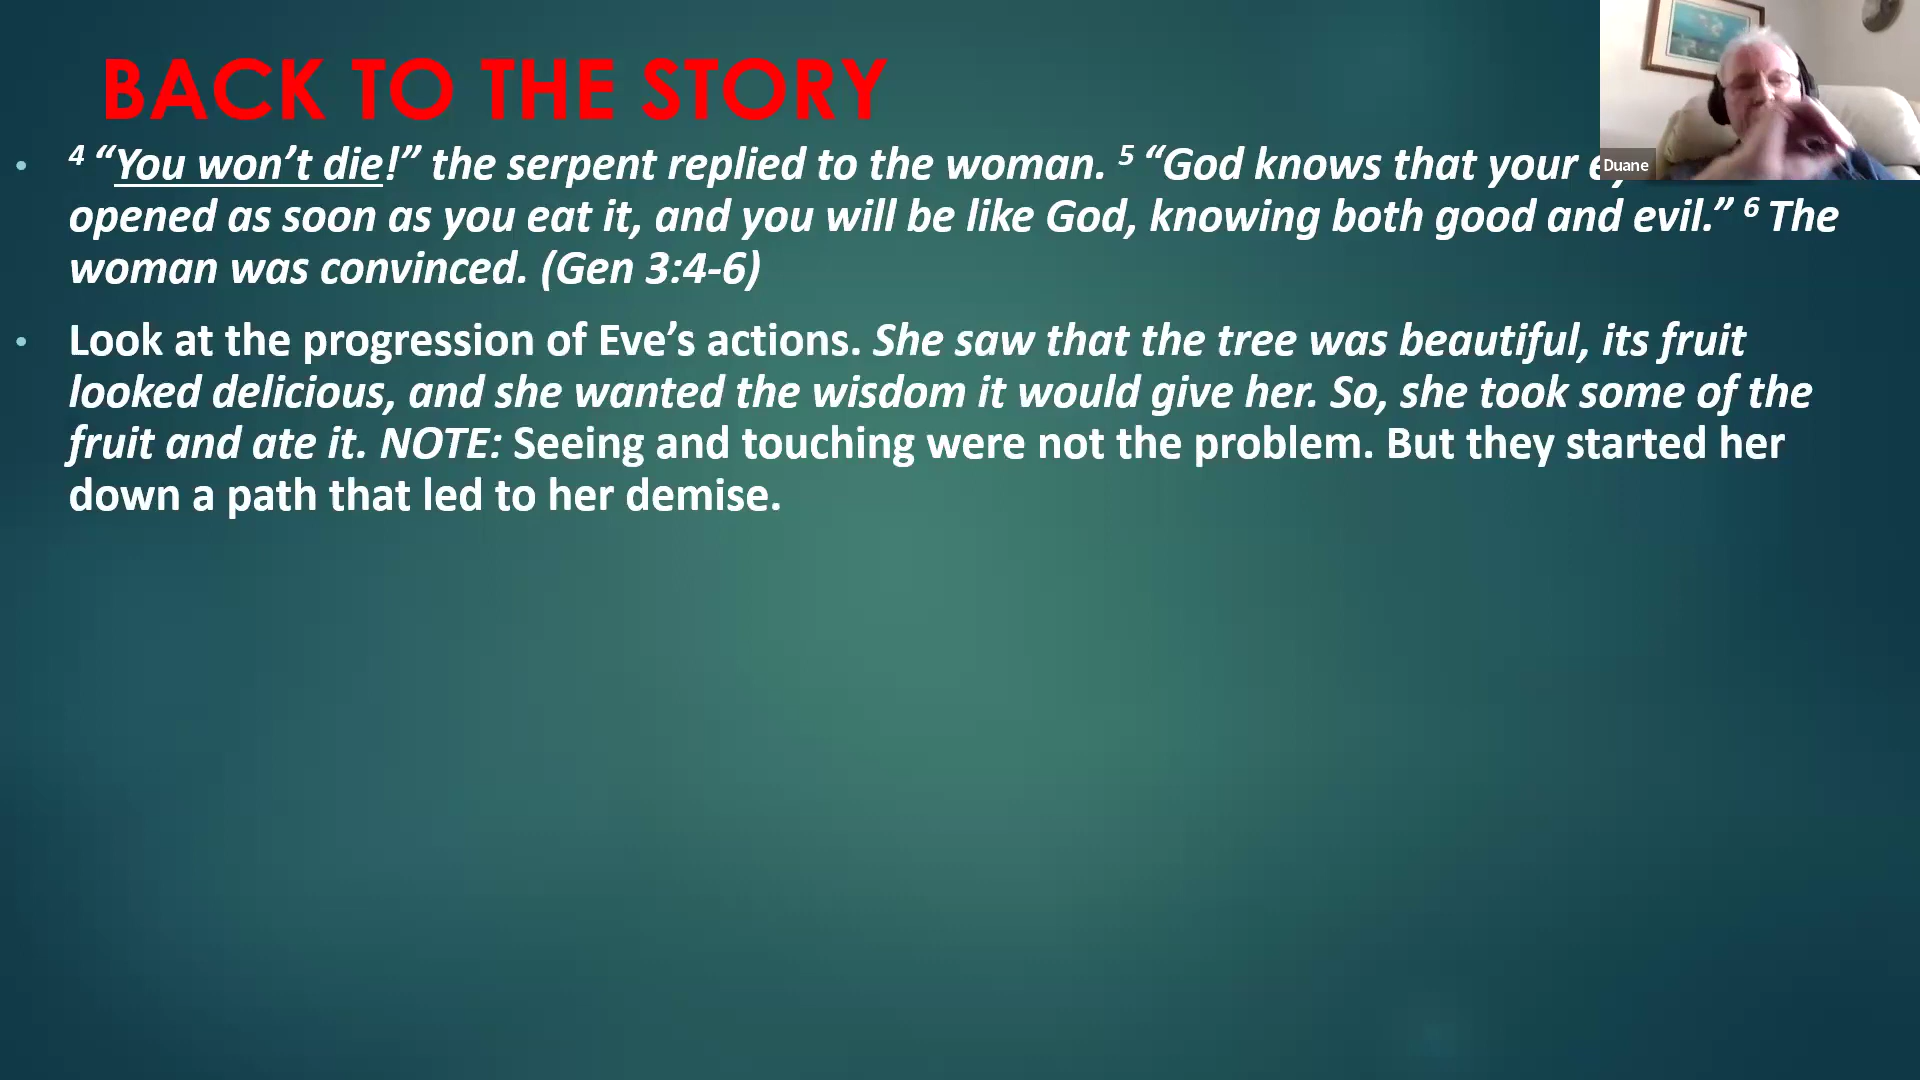 BACK TO THE STORY
• 4 “You won’t die!” the serpent replied to the woman. 5 “God knows that your
Duane
opened as soon as you eat it, and you will be like God, knowing both good and evil.” 6 The
woman was convinced. (Gen 3:4-6)
• Look at the progression of Eve’s actions. She saw that the tree was beautiful, its fruit
looked delicious, and she wanted the wisdom it would give her. So, she took some of the
fruit and ate it. NOTE: Seeing and touching were not the problem. But they started her
down a path that led to her demise.